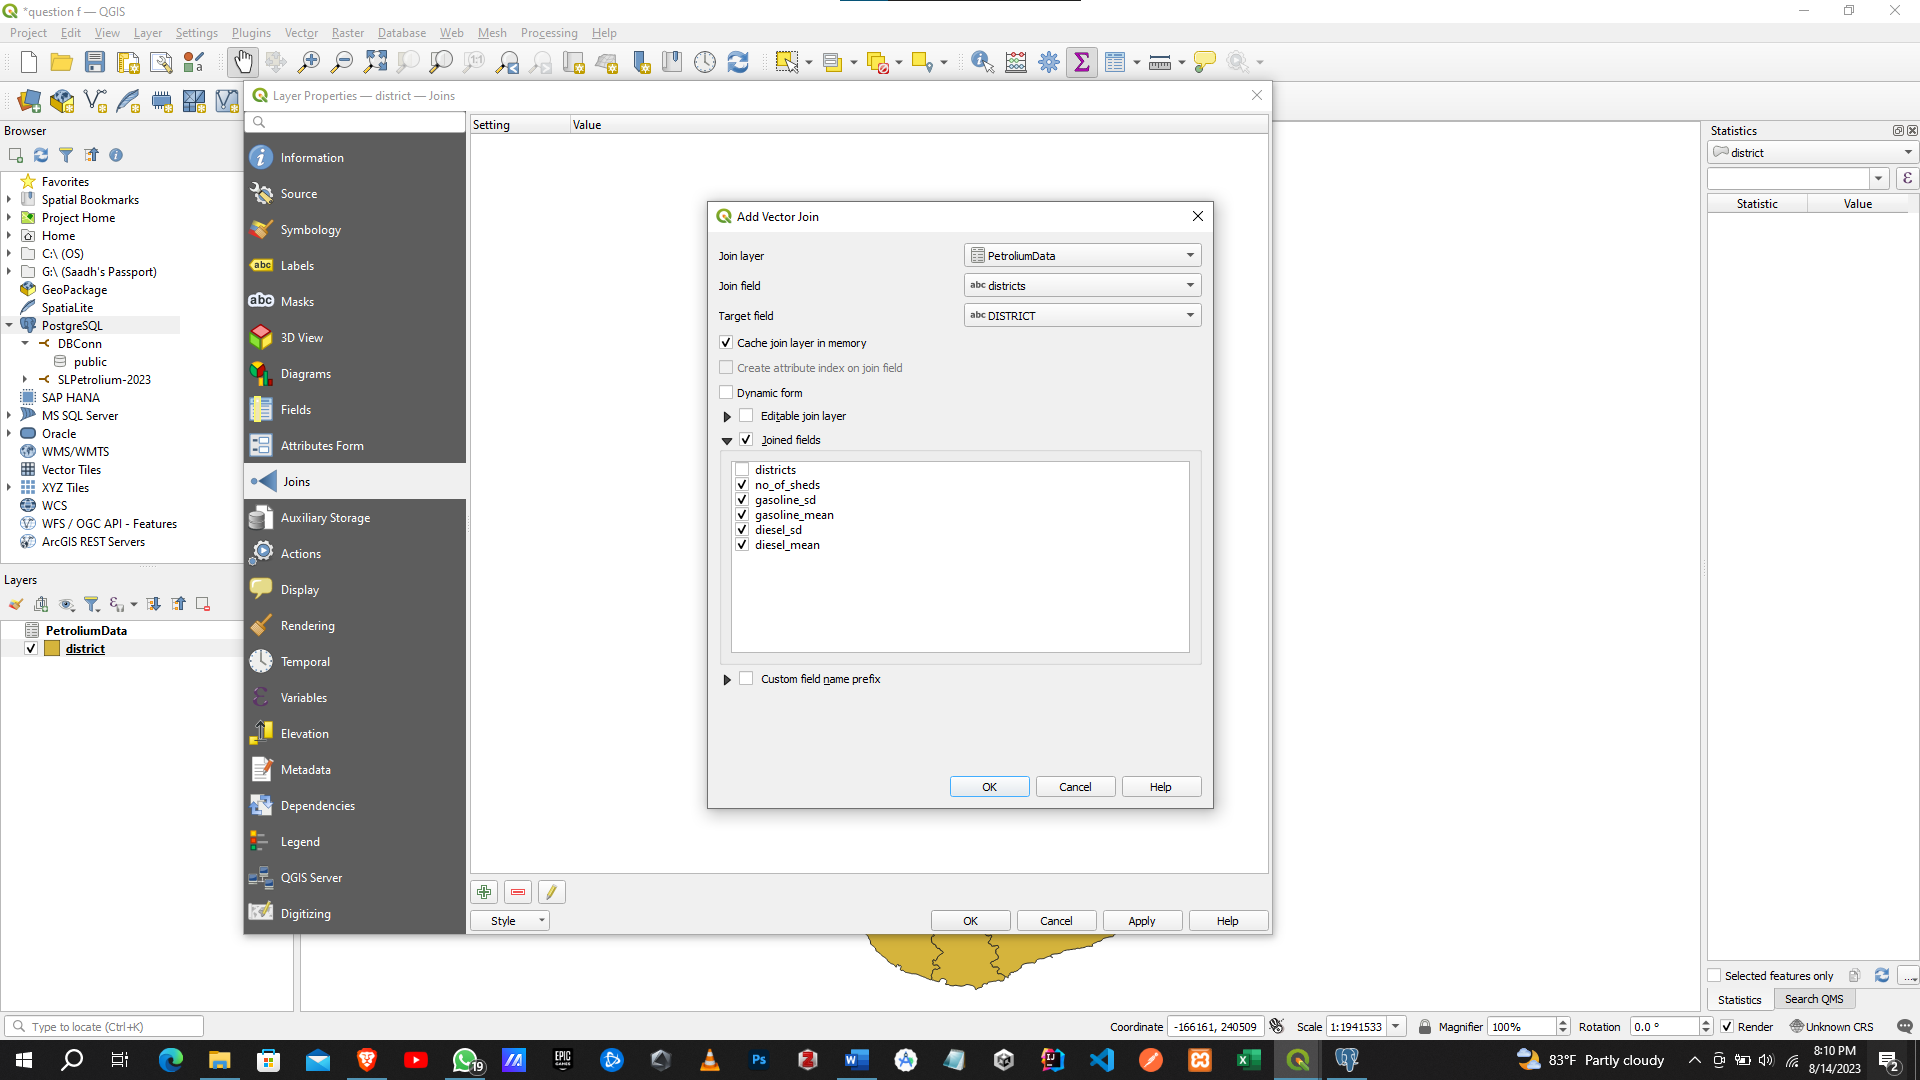 *question f — QGIS
Project Edit View Layer Settings Plugins Vector Raster Database Web Mesh Processing Help
Layer Properties — district — Joins
Browser
Favorites
Spatial Bookmarks
Project Home
Home
C:\ (OS)
G:\ (Saadh's Passport)
GeoPackage
SpatiaLite
PostgreSQL
DBConn
public
SLPetrolium-2023
SAP HANA
MS SQL Server
Oracle
WMS/WMTS
Vector Tiles
XYZ Tiles
WCS
WFS / OGC API - Features
ArcGIS REST Servers
Layers
PetroliumData
district
Information
Source
Symbology
abc Labels
abc Masks
3D View
Diagrams
Fields
Attributes Form
Joins
Auxiliary Storage
Actions
Display
Rendering
Temporal
Variables
Elevation
Metadata
Dependencies
Legend
QGIS Server
Digitizing
Setting Value
Add Vector Join
Join layer PetroliumData
Join field abc districts
Target field abc DISTRICT
Cache join layer in memory
Create attribute index on join field
Dynamic form
Editable join layer
Joined fields
districts
no_of_sheds
gasoline_sd
gasoline_mean
diesel_sd
diesel_mean
Custom field name prefix
OK Cancel Help
Style OK Cancel Apply Help
Statistics
district
ε
Statistic Value
Selected features only ...
Statistics Search QMS
Type to locate (Ctrl+K) Coordinate -166161, 240509 Scale 1:1941533 Magnifier 100% Rotation 0.0 ° Render Unknown CRS
19 EPIC GAMES Ps W IJ X 83°F Partly cloudy 8:10 PM 2
8/14/2023